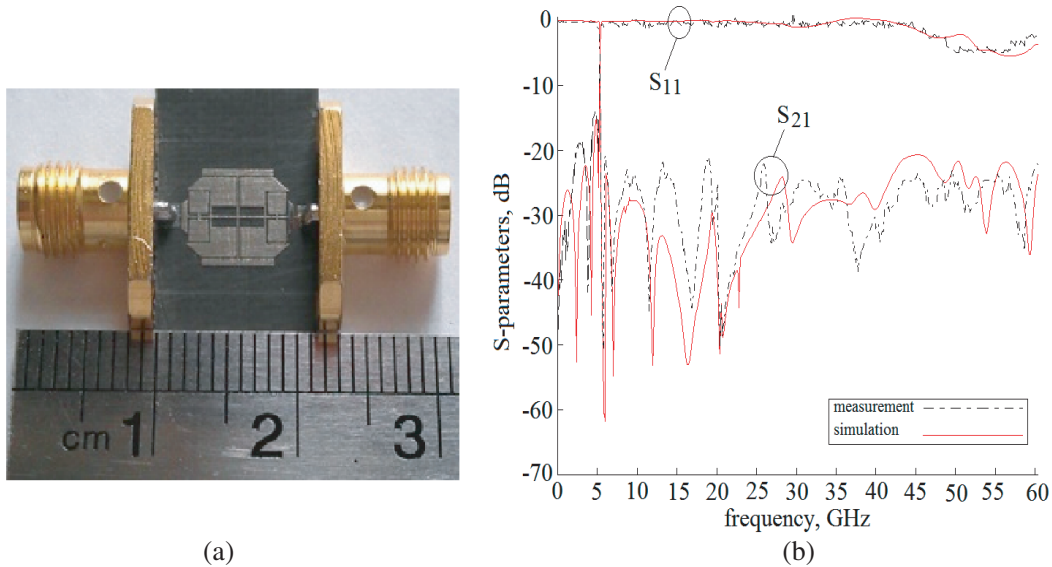 cm 1 2 3
(a)
0
-10
-20
-30
-40
-50
-60
-70
S-parameters, dB
S11
S21
measurement
simulation
0 5 10 15 20 25 30 35 40 45 50 55 60
frequency, GHz
(b)